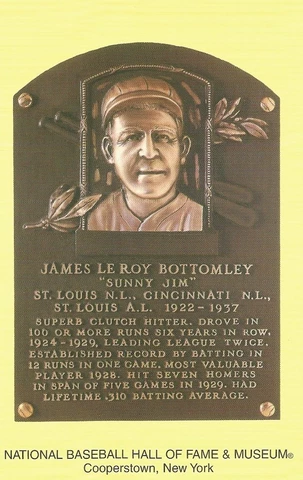 JAMES LE ROY BOTTOMLEY
"SUNNY JIM"
ST. LOUIS N.L., CINCINNATI N.L.,
ST. LOUIS A.L. 1922-1937
SUPERB CLUTCH HITTER. DROVE IN
100 OR MORE RUNS SIX YEARS IN ROW,
1924-1929, LEADING LEAGUE TWICE.
ESTABLISHED RECORD BY BATTING IN
12 RUNS IN ONE GAME. MOST VALUABLE
PLAYER 1928. HIT SEVEN HOMERS
IN SPAN OF FIVE GAMES IN 1929. HAD
LIFETIME .310 BATTING AVERAGE.
NATIONAL BASEBALL HALL OF FAME & MUSEUM®
Cooperstown, New York